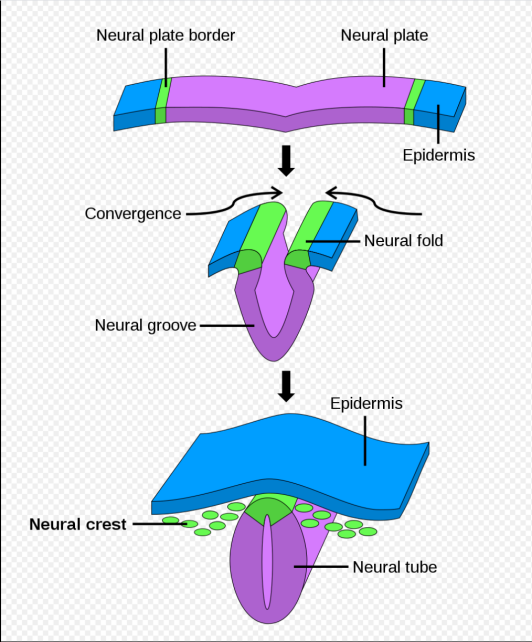 Neural plate border
Neural plate
Epidermis
Convergence
Neural fold
Neural groove
Epidermis
Neural crest
Neural tube